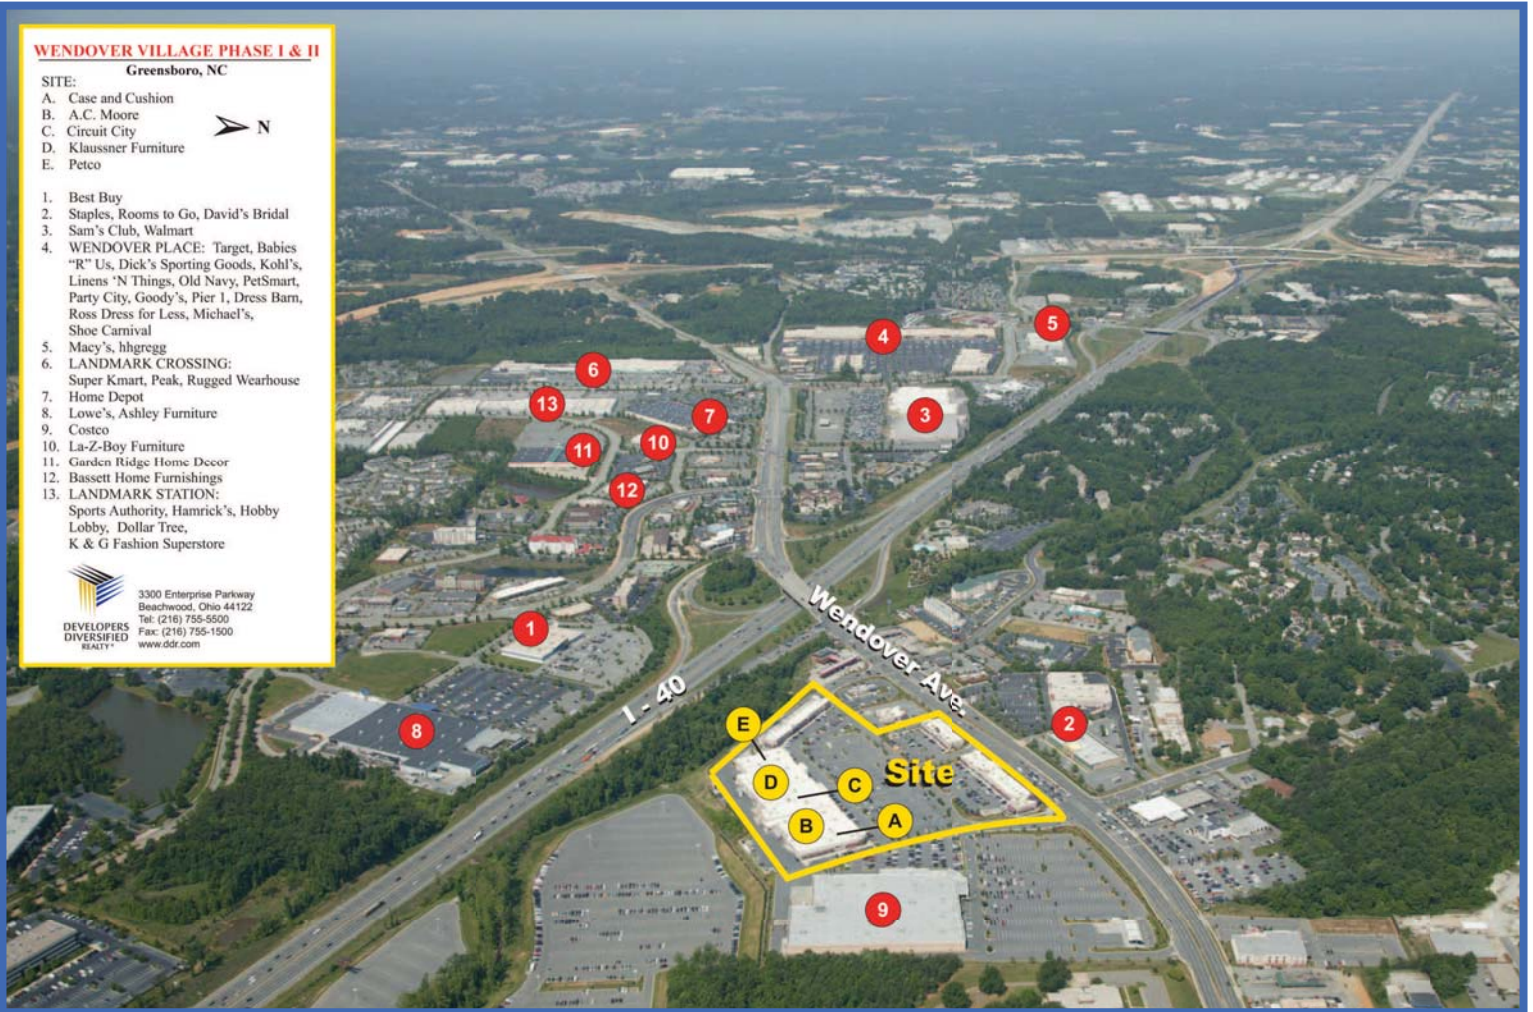 WENDOVER VILLAGE PHASE I & II
Greensboro, NC
SITE:
A. Case and Cushion
B. A.C. Moore
C. Circuit City
D. Klaussner Furniture
E. Petco
N
1. Best Buy
2. Staples, Rooms to Go, David's Bridal
3. Sam's Club, Walmart
4. WENDOVER PLACE: Target, Babies
"R" Us, Dick's Sporting Goods, Kohl's,
Linens 'N Things, Old Navy, PetSmart,
Party City, Goody's, Pier 1, Dress Barn,
Ross Dress for Less, Michael's,
Shoe Carnival
5. Macy's, hhgregg
6. LANDMARK CROSSING:
Super Kmart, Peak, Rugged Wearhouse
7. Home Depot
8. Lowe's, Ashley Furniture
9. Costco
10. La-Z-Boy Furniture
11. Garden Ridge Home Decor
12. Bassett Home Furnishings
13. LANDMARK STATION:
Sports Authority, Hamrick's, Hobby
Lobby, Dollar Tree,
K & G Fashion Superstore
DEVELOPERS
DIVERSIFIED
REALTY®
3300 Enterprise Parkway
Beachwood, Ohio 44122
Tel: (216) 755-5500
Fax: (216) 755-1500
www.ddr.com
5
4
6
13
7
3
10
11
12
Wendover Ave.
1
I - 40
8
2
E
D
C
Site
B
A
9